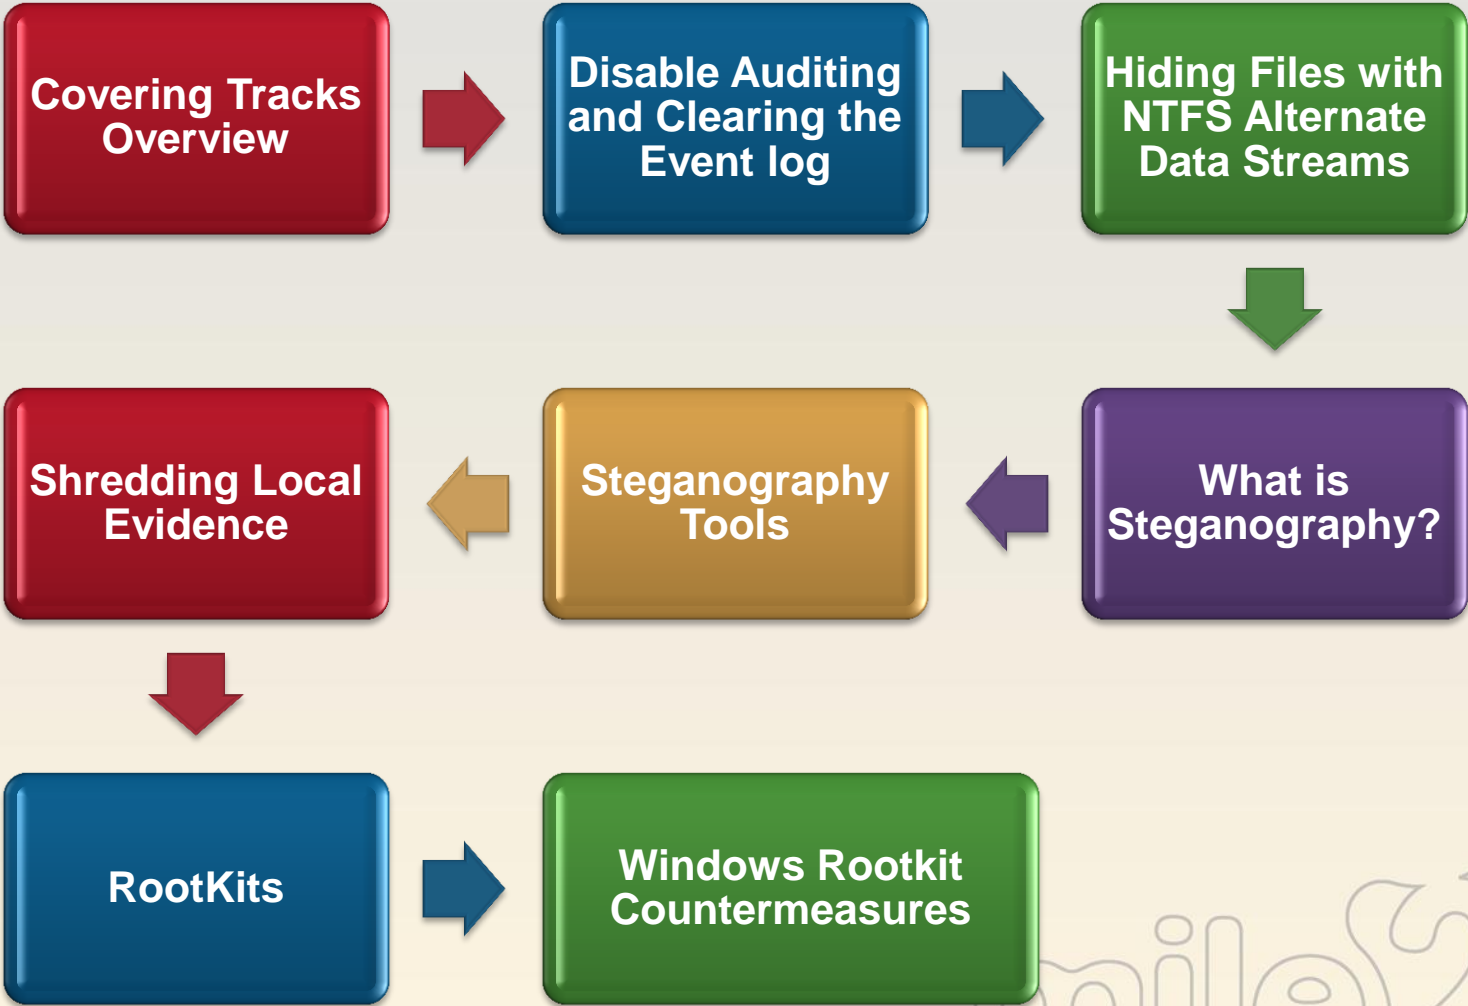 Covering Tracks
Overview
Disable Auditing
and Clearing the
Event log
Hiding Files with
NTFS Alternate
Data Streams
What is
Steganography?
Steganography
Tools
Shredding Local
Evidence
RootKits
Windows Rootkit
Countermeasures